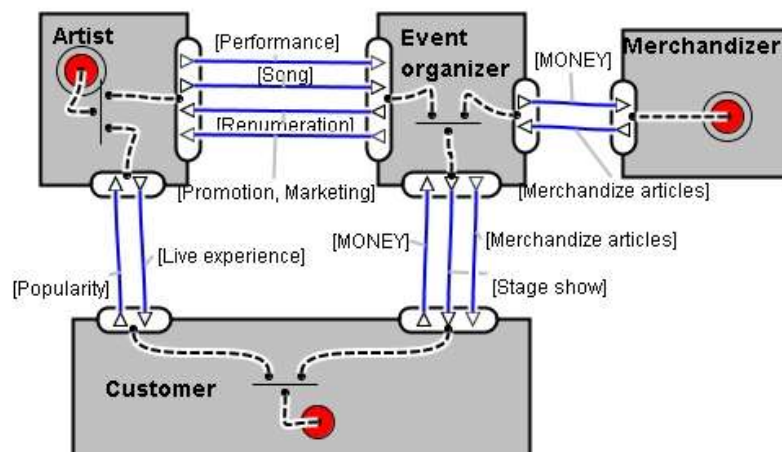 Artist
[Performance]
[Song]
[Renumeration]
[Promotion, Marketing]
Event
organizer
[MONEY]
Merchandizer
[Merchandize articles]
[MONEY]
[Merchandize articles]
[Live experience]
[Popularity]
[Stage show]
Customer